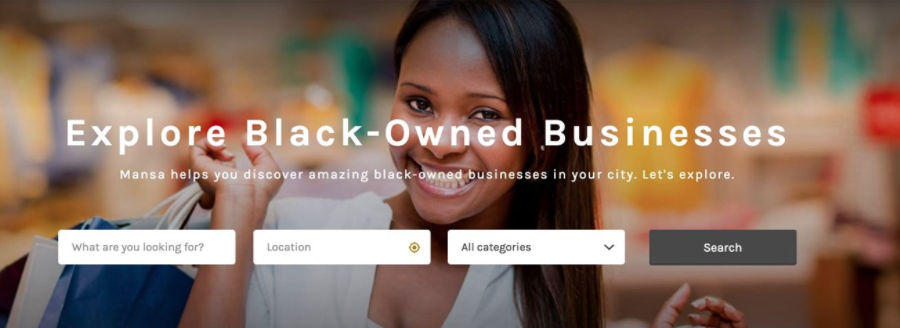 Explore Black-Owned Businesses
Mansa helps you discover amazing black-owned businesses in your city. Let's explore.
What are you looking for?
Location
All categories
Search